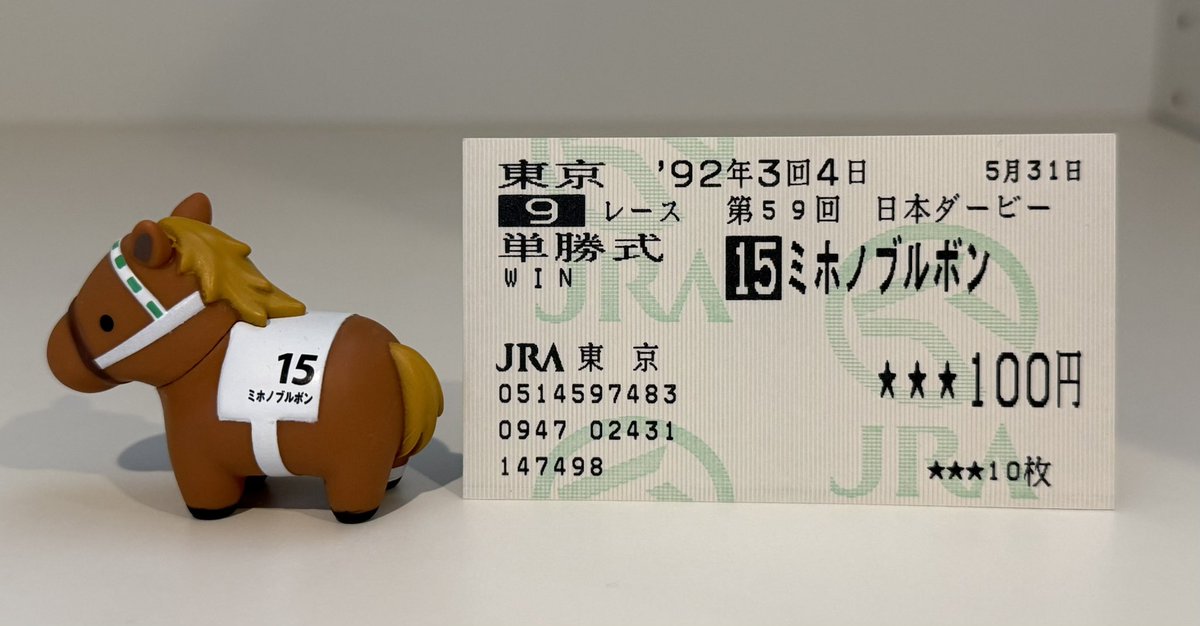 15
ミホノブルボン
東京 '92年3回4日 5月31日
9 レース 第59回 日本ダービー
単勝式 15 ミホノブルボン
WIN
JRA 東京
0514597483 ★★★100円
0947 02431
147498 ★★★10枚
JRA
JRA